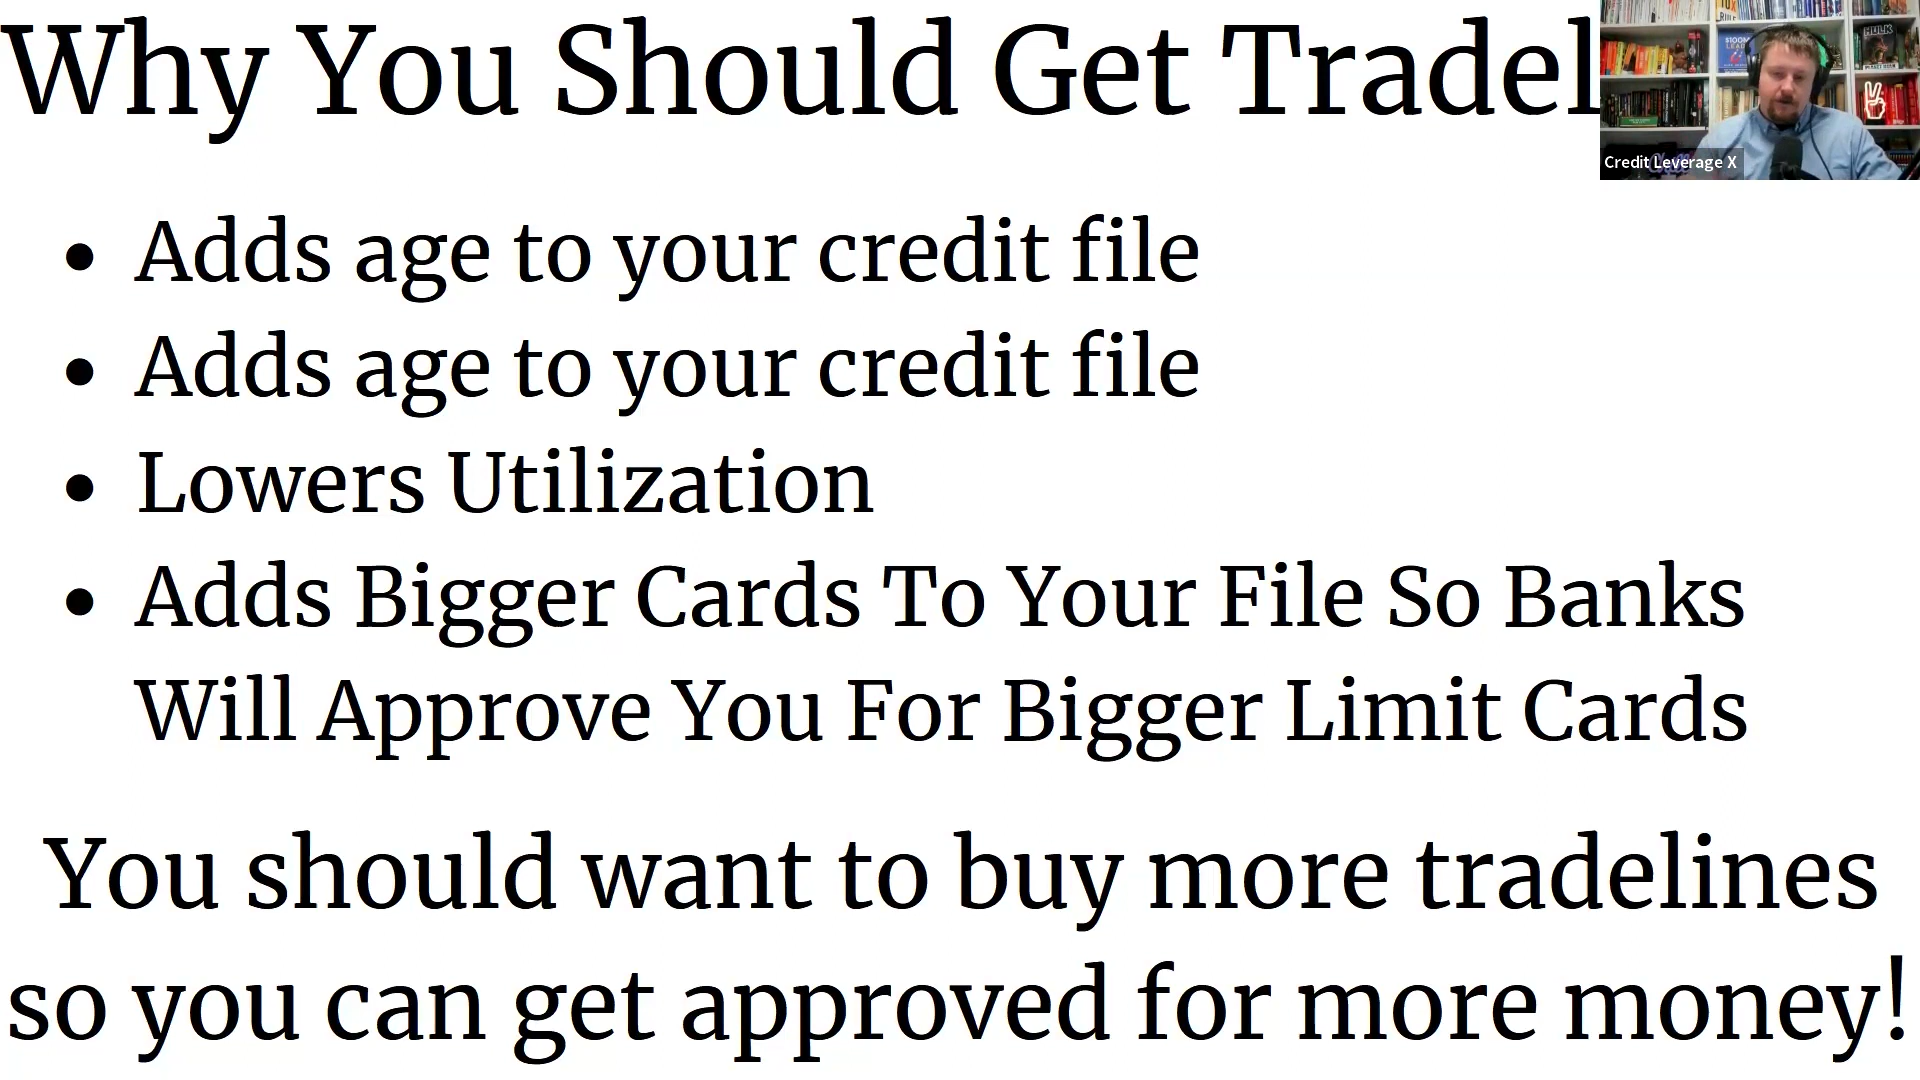 Why You Should Get Tradel
Credit Leverage X
$100M
HULK
• Adds age to your credit file
• Adds age to your credit file
• Lowers Utilization
• Adds Bigger Cards To Your File So Banks
Will Approve You For Bigger Limit Cards
You should want to buy more tradelines
so you can get approved for more money!